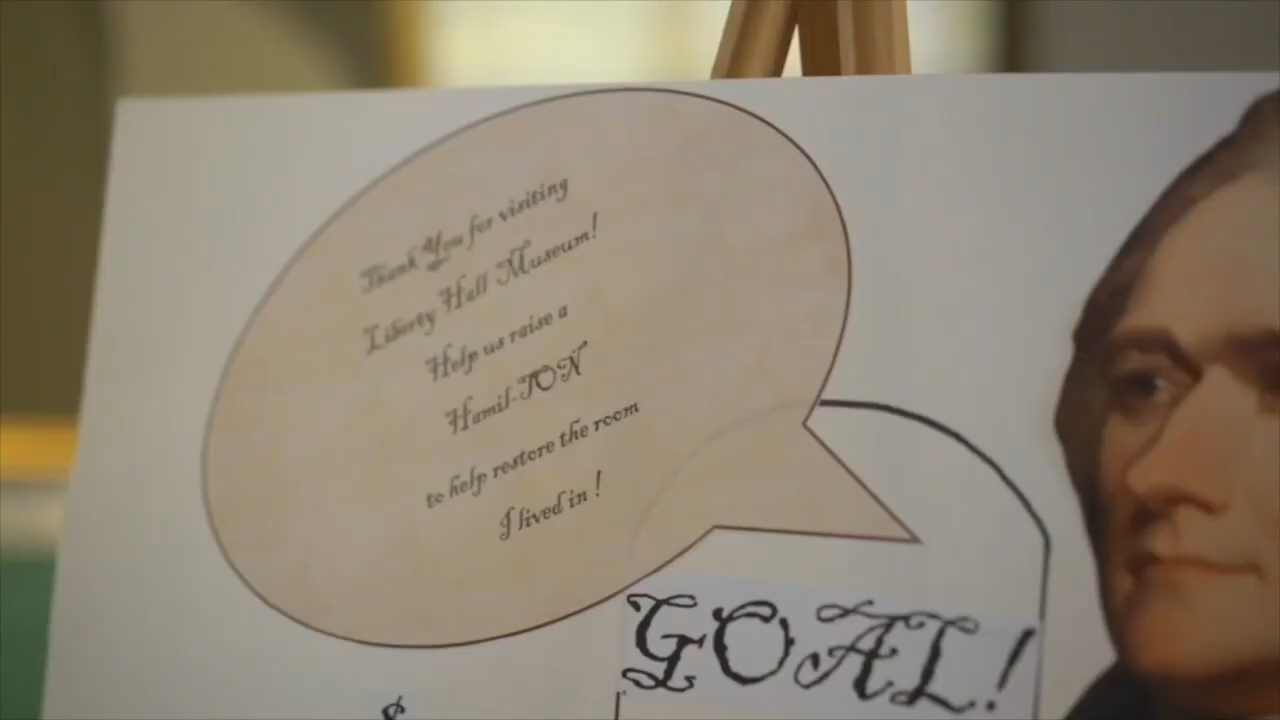 Thank You for visiting
Liberty Hall Museum!
Help us raise a
Hamil-TON
to help restore the room
I lived in !
GOAL!
$